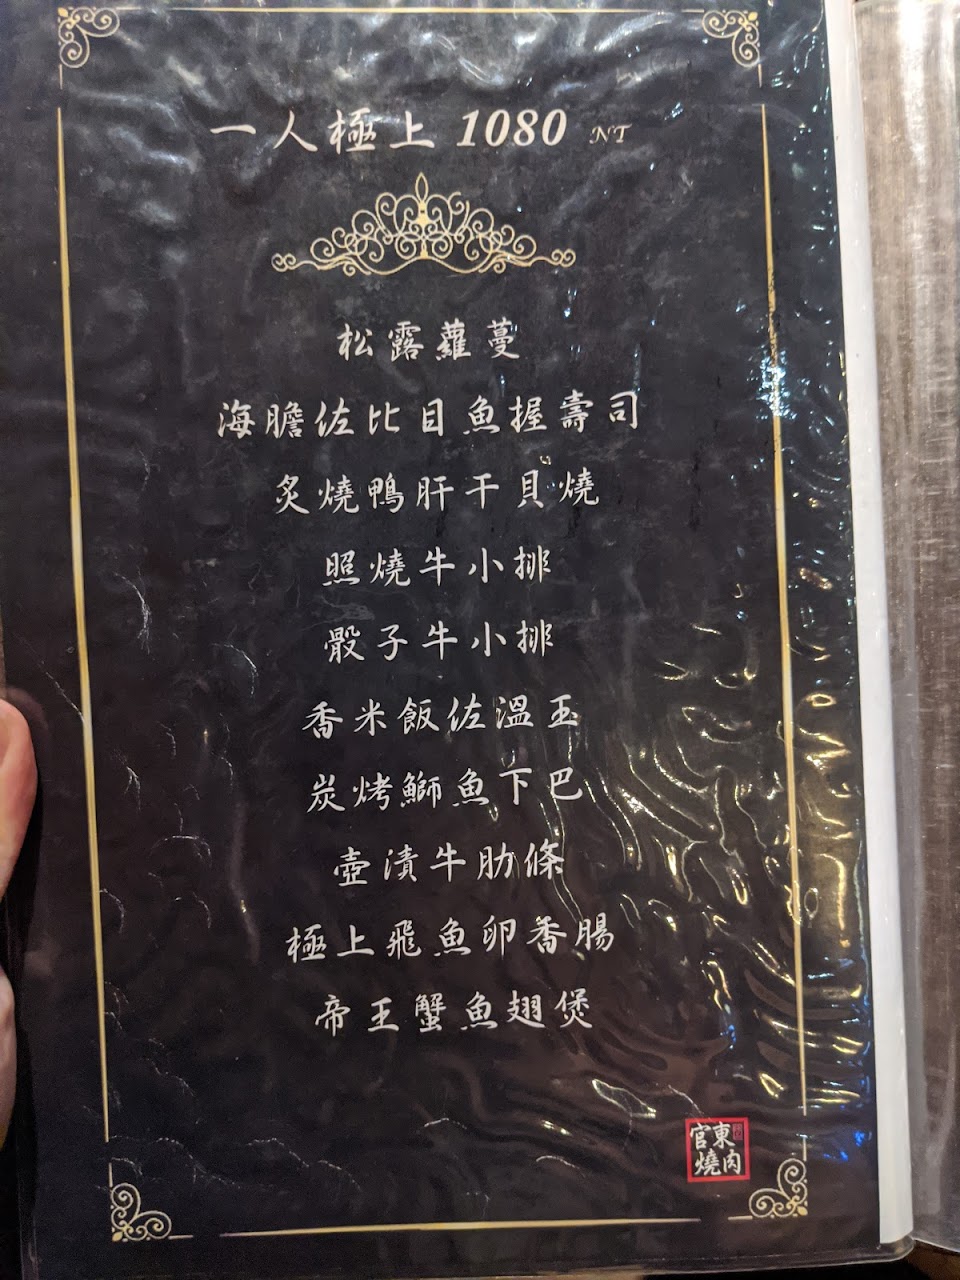 一人極上 1080 NT
松露蘿蔓
海膽佐比目魚握壽司
炙燒鴨肝干貝燒
照燒牛小排
骰子牛小排
香米飯佐溫玉
炭烤鰤魚下巴
壺漬牛肋條
極上飛魚卵香腸
帝王蟹魚翅煲
官東
燒肉